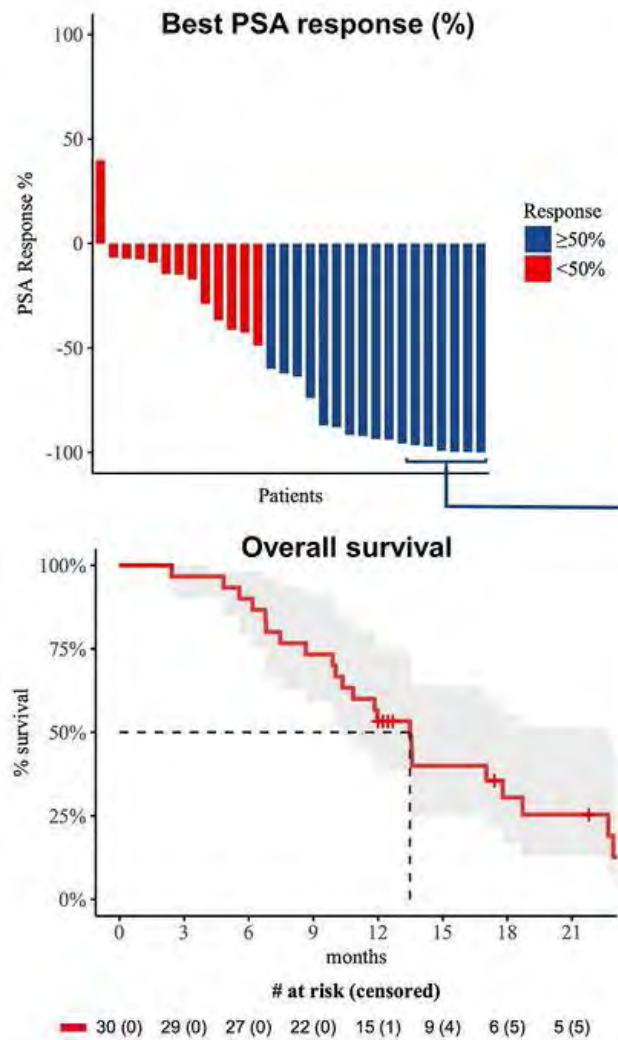 Best PSA response (%)
100
50
0
-50
-100
PSA Response %
Patients
Response
≥50%
<50%
Overall survival
100%
75%
50%
25%
0%
% survival
0 3 6 9 12 15 18 21
months
# at risk (censored)
30 (0) 29 (0) 27 (0) 22 (0) 15 (1) 9 (4) 6 (5) 5 (5)